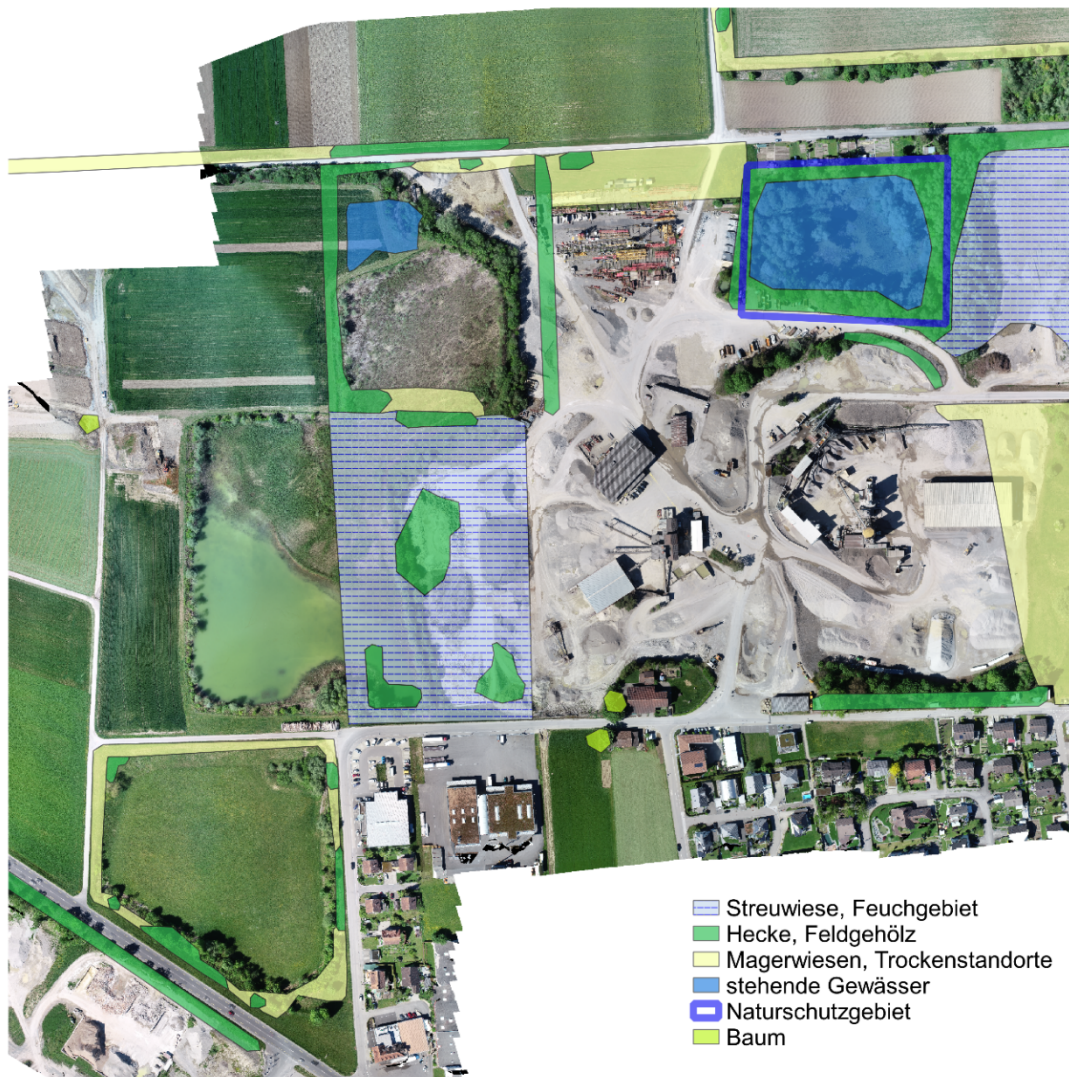 Streuwiese, Feuchgebiet
Hecke, Feldgehölz
Magerwiesen, Trockenstandorte
stehende Gewässer
Naturschutzgebiet
Baum